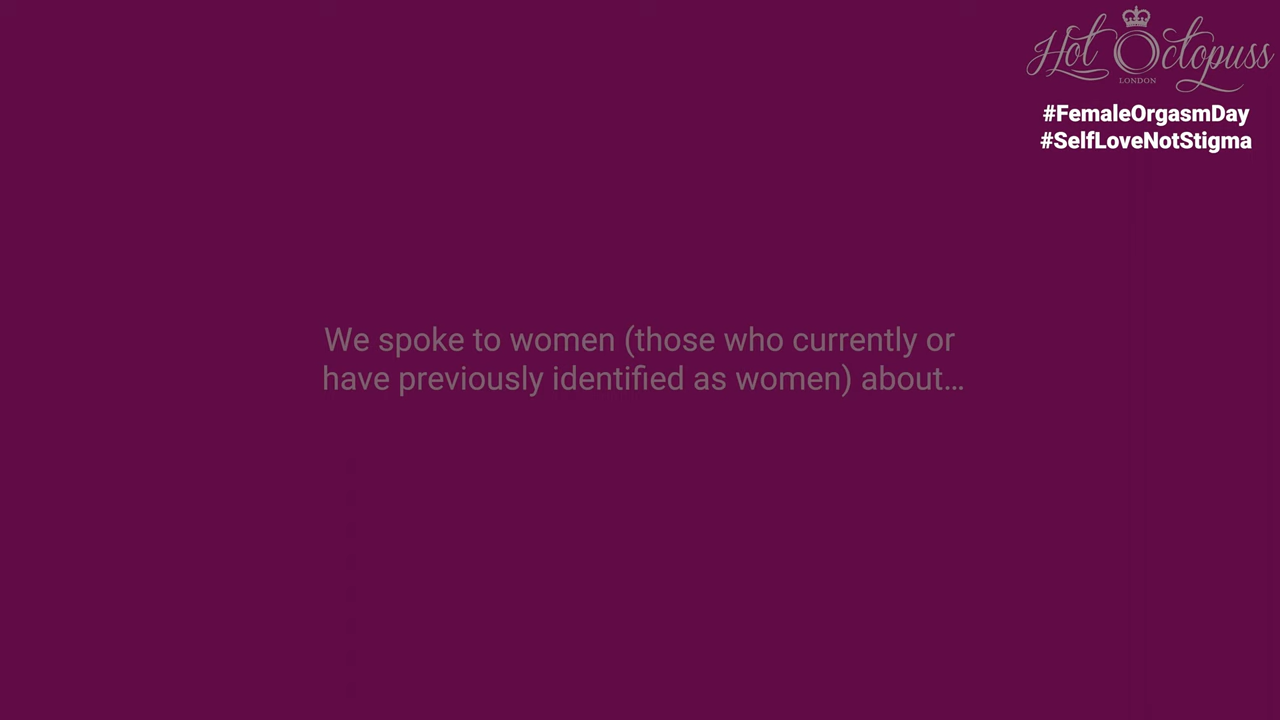 Hot Octopuss
LONDON
#FemaleOrgasmDay
#SelfLoveNotStigma
We spoke to women (those who currently or
have previously identified as women) about…